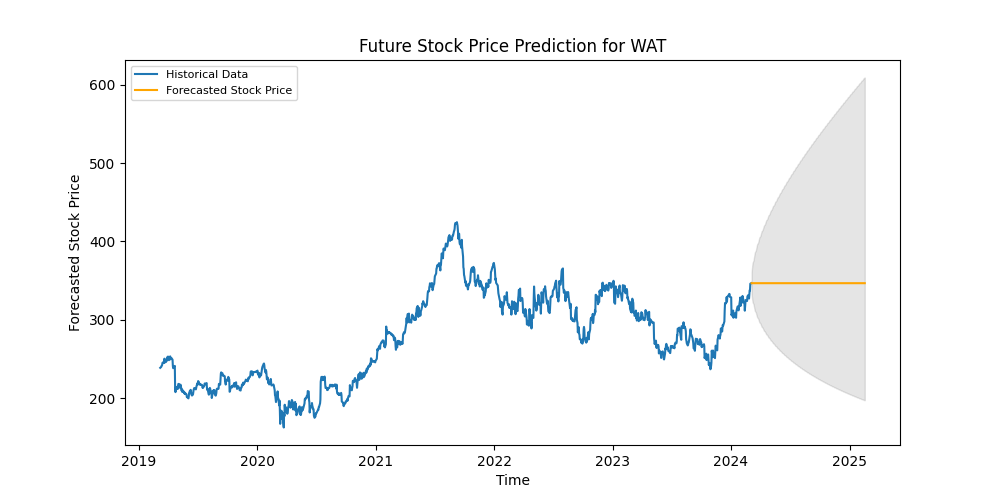 Future Stock Price Prediction for WAT
Historical Data
Forecasted Stock Price
Forecasted Stock Price
600
500
400
300
200
2019
2020
2021
2022
2023
2024
2025
Time